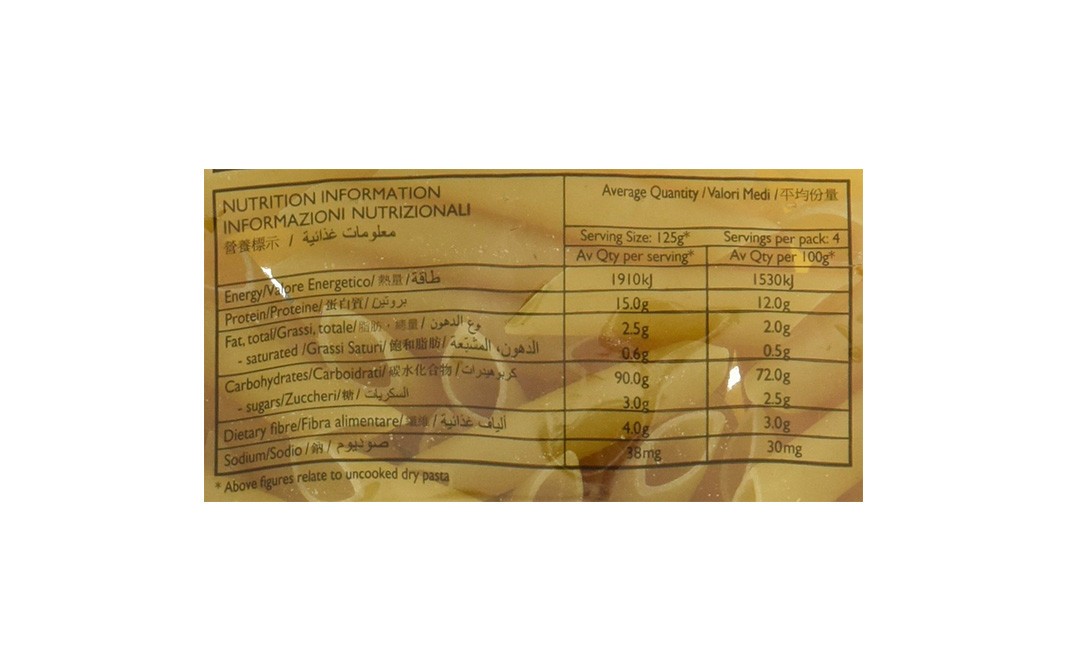 NUTRITION INFORMATION
INFORMAZIONI NUTRIZIONALI
營養標示 / معلومات غذائية
Average Quantity / Valori Medi / 平均份量
Serving Size: 125g* Servings per pack: 4
Av Qty per serving* Av Qty per 100g*
Energy/Valore Energetico/ 熱量 / طاقة 1910kJ 1530kJ
Protein/Proteine/ 蛋白質 / بروتين 15.0g 12.0g
Fat, total/Grassi, totale/ 脂肪，總量 / الدهون 2.5g 2.0g
- saturated /Grassi Saturi/ 飽和脂肪/ الدهون، المشبّعة 0.6g 0.5g
Carbohydrates/Carboidrati/ 碳水化合物 / كربوهيدرات 90.0g 72.0g
- sugars/Zuccheri/糖/ السكريات 3.0g 2.5g
Dietary fibre/Fibra alimentare/ 纖維 / ألياف غذائية 4.0g 3.0g
Sodium/Sodio /鈉 / صوديوم 38mg 30mg
* Above figures relate to uncooked dry pasta